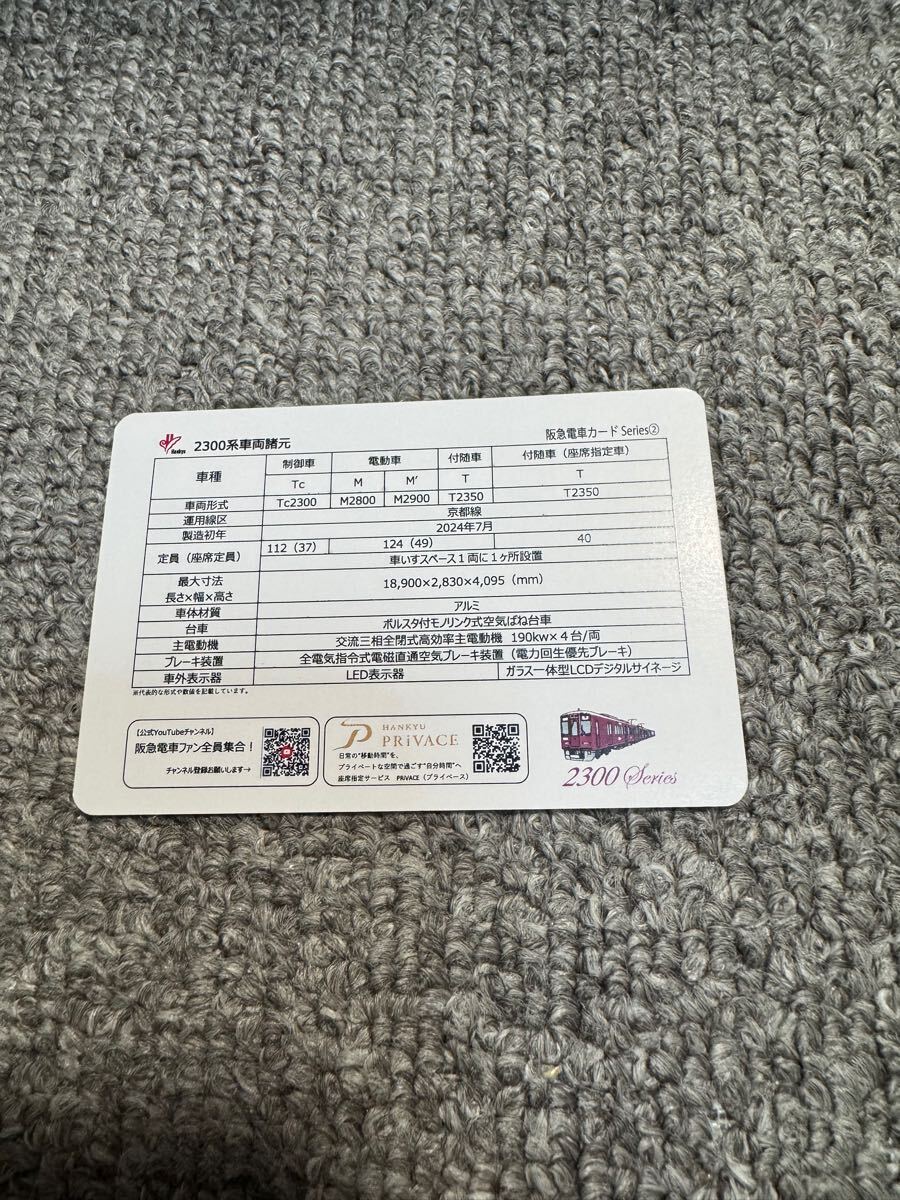 Hankyu
2300系車両諸元
阪急電車カード Series②
車種 制御車 電動車 付随車 付随車（座席指定車）
Tc M M' T T
車両形式 Tc2300 M2800 M2900 T2350 T2350
運用線区 京都線
製造初年 2024年7月
定員（座席定員） 112（37） 124（49） 40
車いすスペース１両に１ヶ所設置
最大寸法
長さ×幅×高さ 18,900×2,830×4,095（mm）
車体材質 アルミ
台車 ボルスタ付モノリンク式空気ばね台車
主電動機 交流三相全閉式高効率主電動機 190kw×４台/両
ブレーキ装置 全電気指令式電磁直通空気ブレーキ装置（電力回生優先ブレーキ）
車外表示器 LED表示器 ガラス一体型LCDデジタルサイネージ
※代表的な形式や数値を記載しています。
【公式YouTubeチャンネル】
阪急電車ファン全員集合！
チャンネル登録お願いします→
HANKYU
PRiVACE
日常の"移動時間"を、
プライベートな空間で過ごす"自分時間"へ
座席指定サービス PRiVACE（プライベース）
2300 Series